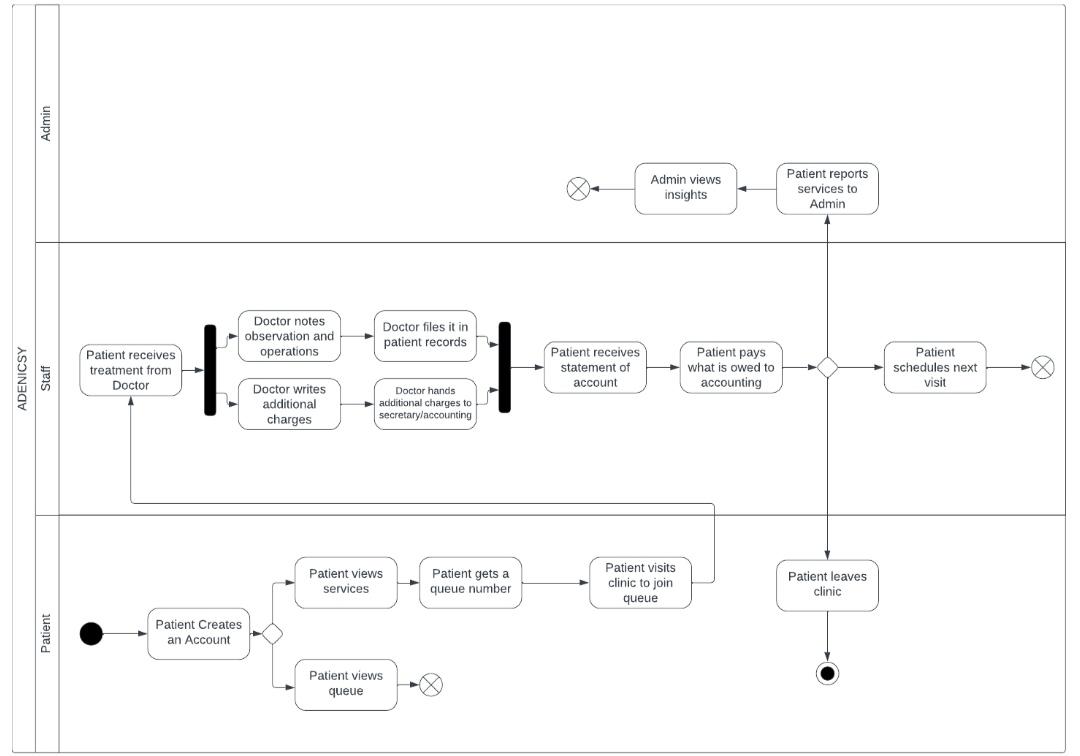 ADENICSY
Admin
Admin views
insights
Patient reports
services to
Admin
Staff
Patient receives
treatment from
Doctor
Doctor notes
observation and
operations
Doctor files it in
patient records
Doctor writes
additional
charges
Doctor hands
additional charges to
secretary/accounting
Patient receives
statement of
account
Patient pays
what is owed to
accounting
Patient
schedules next
visit
Patient
Patient Creates
an Account
Patient views
services
Patient gets a
queue number
Patient visits
clinic to join
queue
Patient views
queue
Patient leaves
clinic